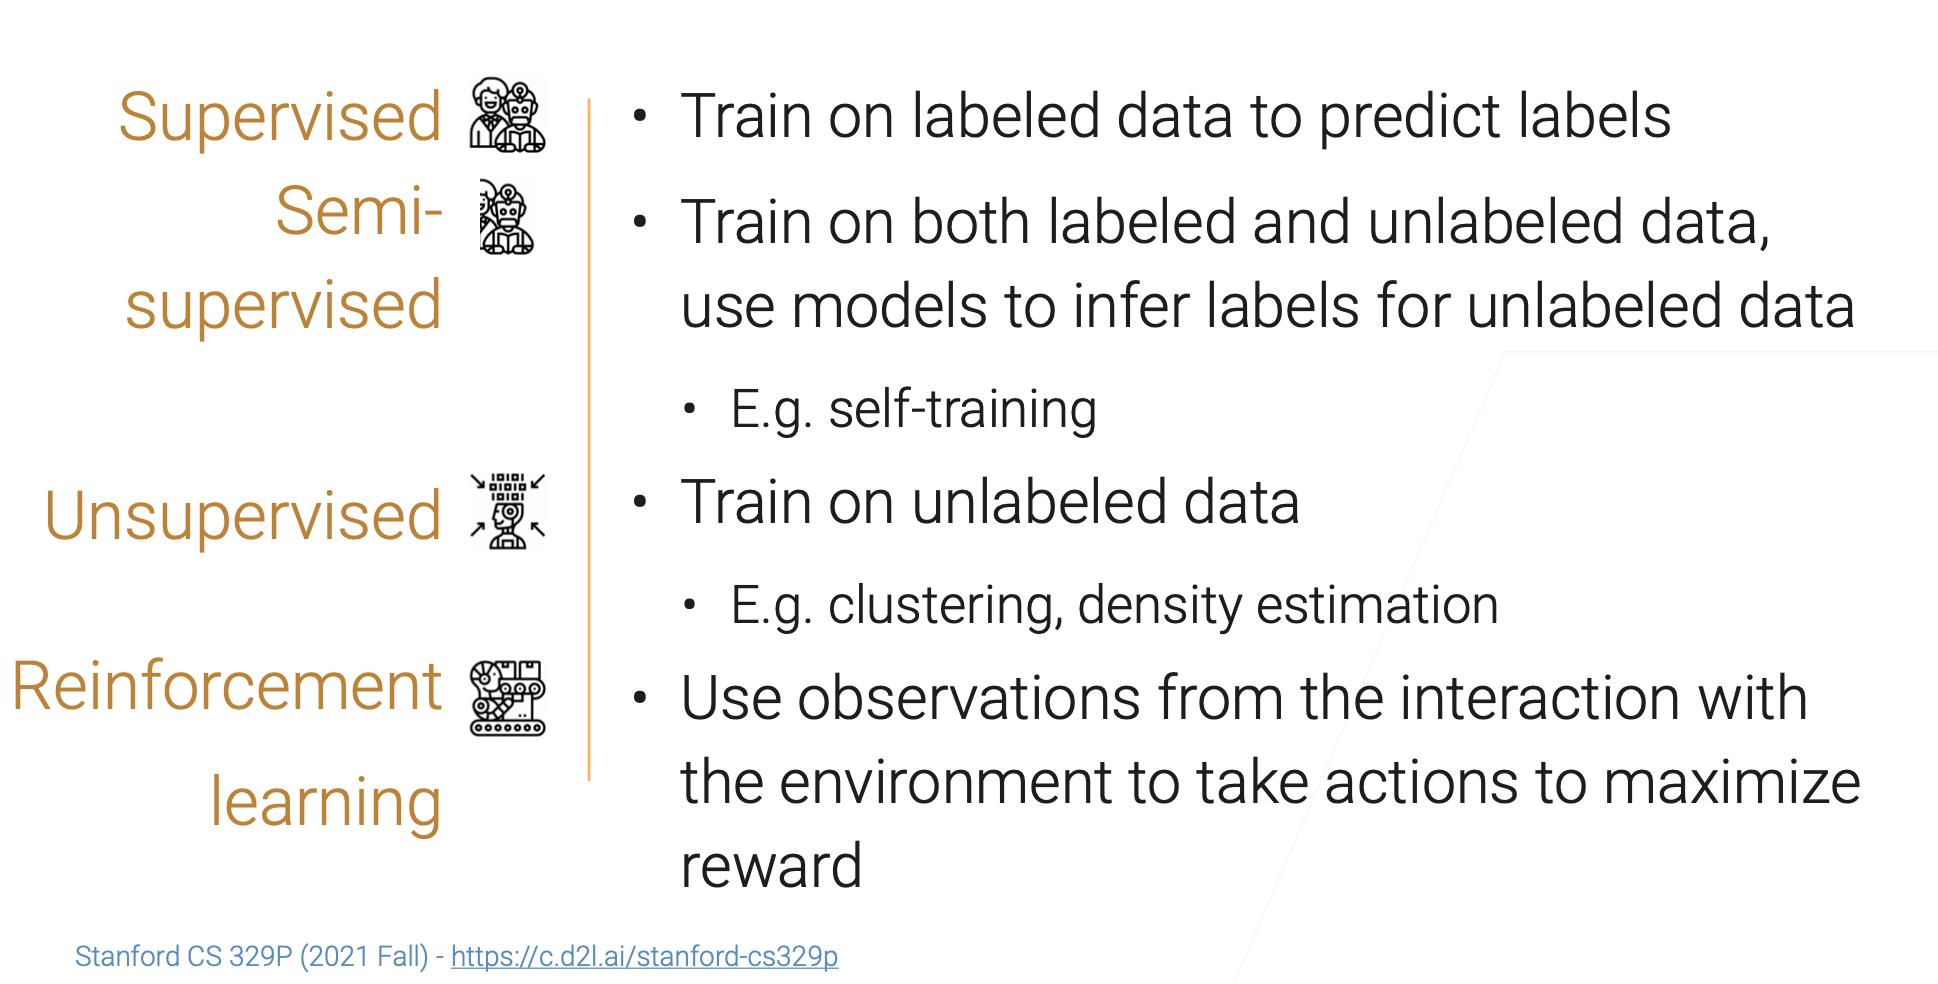 Supervised
• Train on labeled data to predict labels
Semi-
supervised
• Train on both labeled and unlabeled data,
use models to infer labels for unlabeled data
• E.g. self-training
Unsupervised
• Train on unlabeled data
• E.g. clustering, density estimation
Reinforcement
learning
• Use observations from the interaction with
the environment to take actions to maximize
reward
Stanford CS 329P (2021 Fall) - https://c.d2l.ai/stanford-cs329p